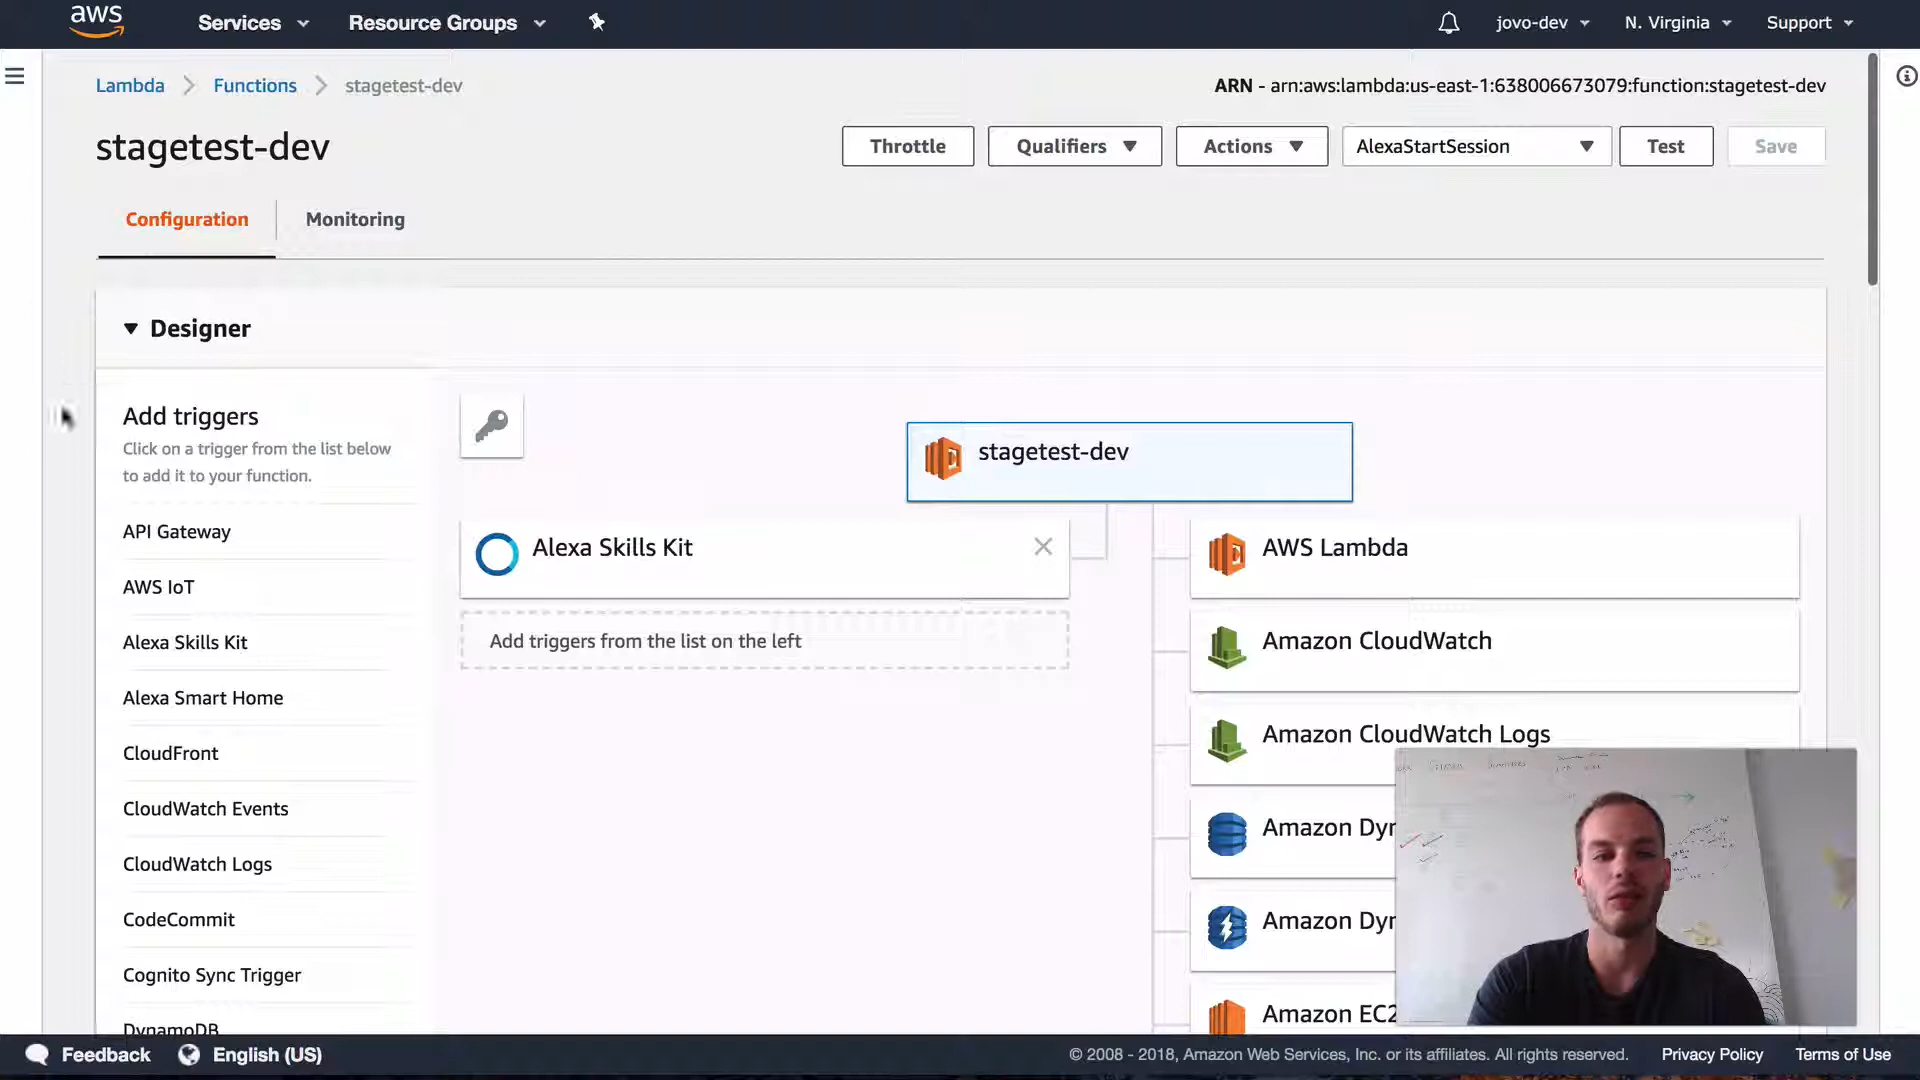 aws
Services
Resource Groups
jovo-dev
N. Virginia
Support
Lambda
Functions
stagetest-dev
ARN - arn:aws:lambda:us-east-1:638006673079:function:stagetest-dev
stagetest-dev
Throttle
Qualifiers
Actions
AlexaStartSession
Test
Save
Configuration
Monitoring
Designer
Add triggers
Click on a trigger from the list below
to add it to your function.
API Gateway
AWS IoT
Alexa Skills Kit
Alexa Smart Home
CloudFront
CloudWatch Events
CloudWatch Logs
CodeCommit
Cognito Sync Trigger
DynamoDB
stagetest-dev
Alexa Skills Kit
Add triggers from the list on the left
AWS Lambda
Amazon CloudWatch
Amazon CloudWatch Logs
Amazon Dyn
Amazon Dyn
Amazon EC2
Feedback
English (US)
© 2008 - 2018, Amazon Web Services, Inc. or its affiliates. All rights reserved.
Privacy Policy
Terms of Use